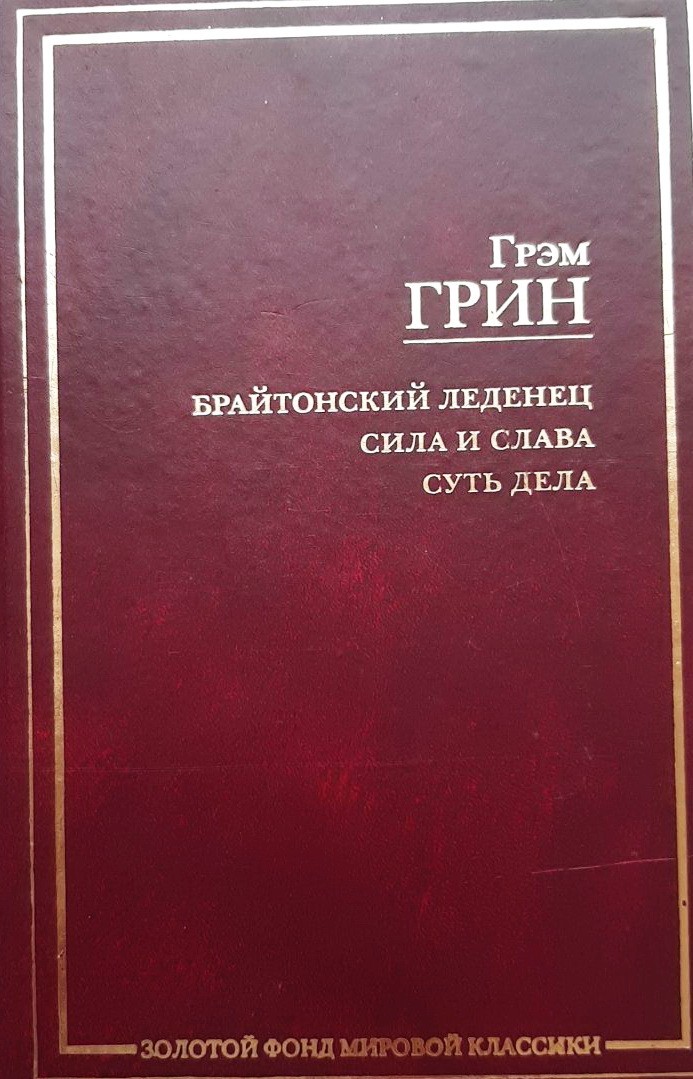 Грэм
ГРИН
БРАЙТОНСКИЙ ЛЕДЕНЕЦ
СИЛА И СЛАВА
СУТЬ ДЕЛА
ЗОЛОТОЙ ФОНД МИРОВОЙ КЛАССИКИ